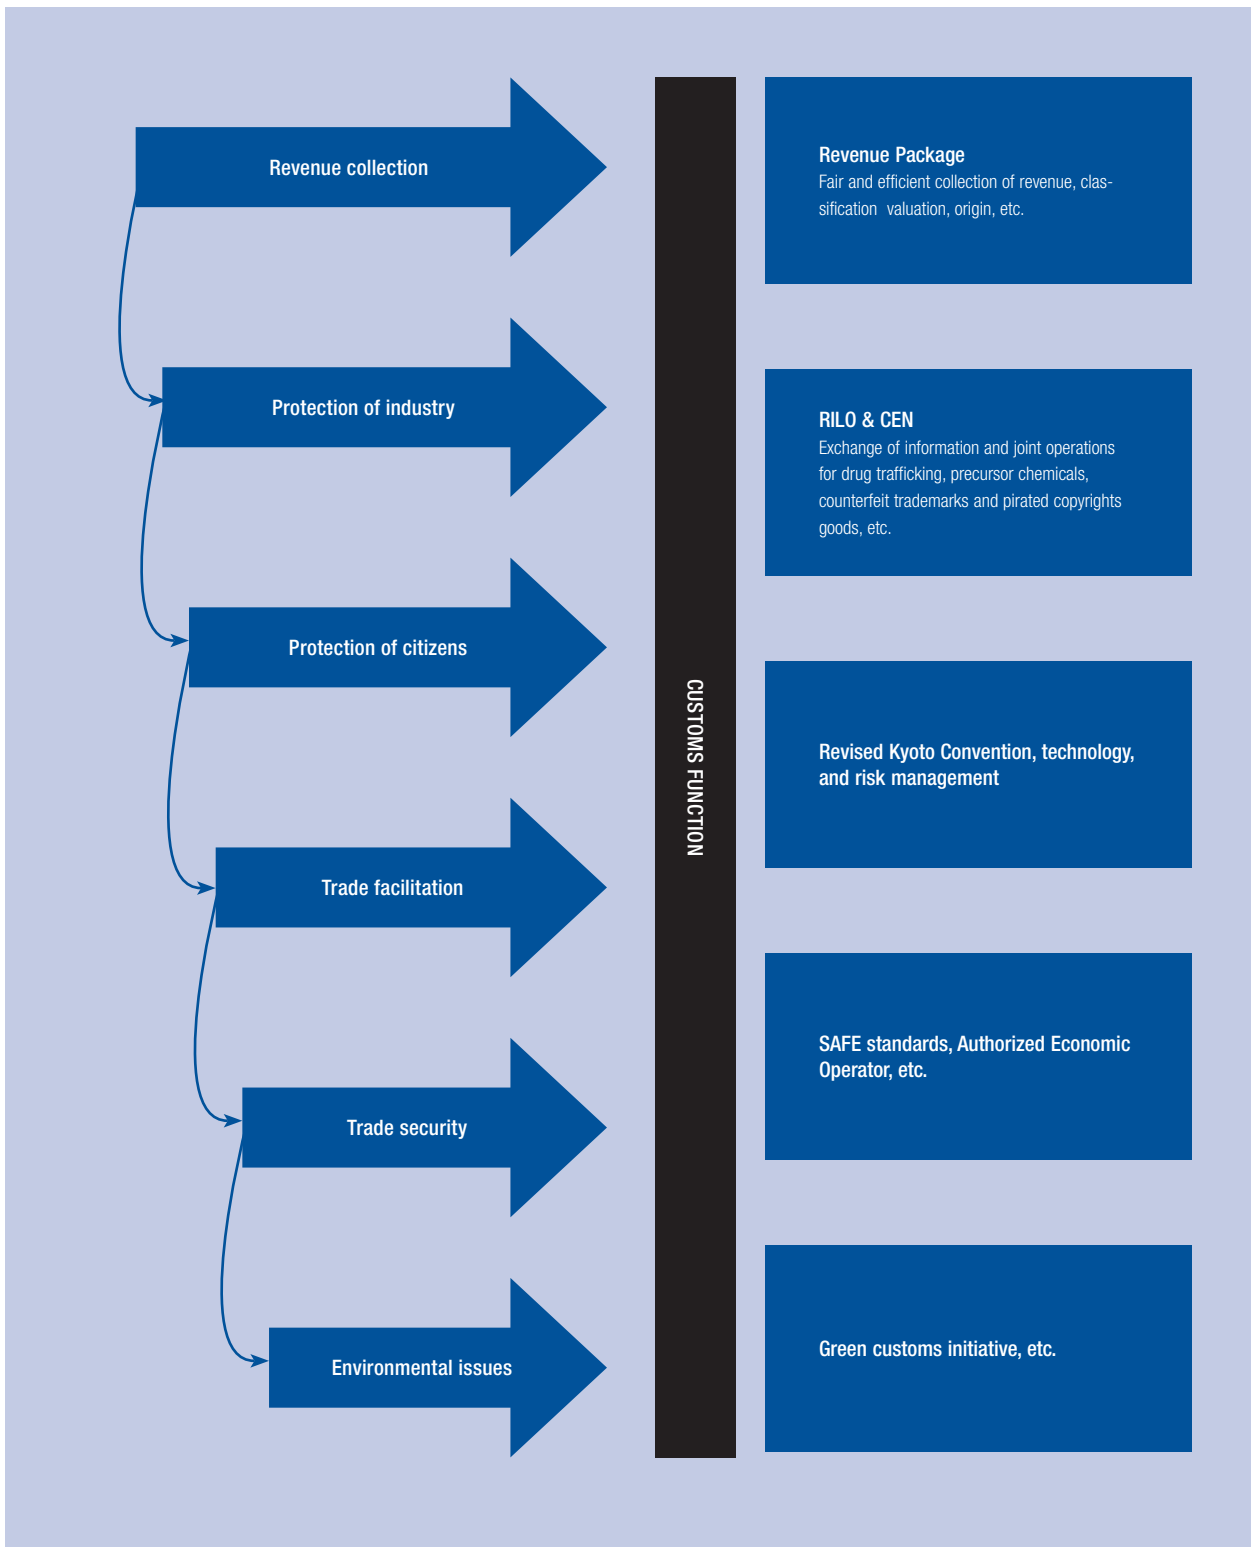 Revenue collection
Protection of industry
Protection of citizens
Trade facilitation
Trade security
Environmental issues
CUSTOMS FUNCTION
Revenue Package
Fair and efficient collection of revenue, clas-
sification valuation, origin, etc.
RILO & CEN
Exchange of information and joint operations
for drug trafficking, precursor chemicals,
counterfeit trademarks and pirated copyrights
goods, etc.
Revised Kyoto Convention, technology,
and risk management
SAFE standards, Authorized Economic
Operator, etc.
Green customs initiative, etc.